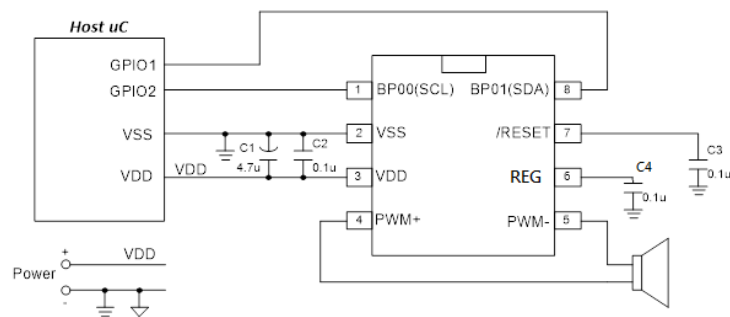 Host uC
GPIO1
GPIO2
VSS
VDD
VDD
C1
4.7u
C2
0.1u
1
2
3
4
BP00(SCL)
BP01(SDA)
VSS
/RESET
VDD
REG
PWM+
PWM-
8
7
6
5
C3
0.1u
C4
0.1u
Power
+
-
VDD